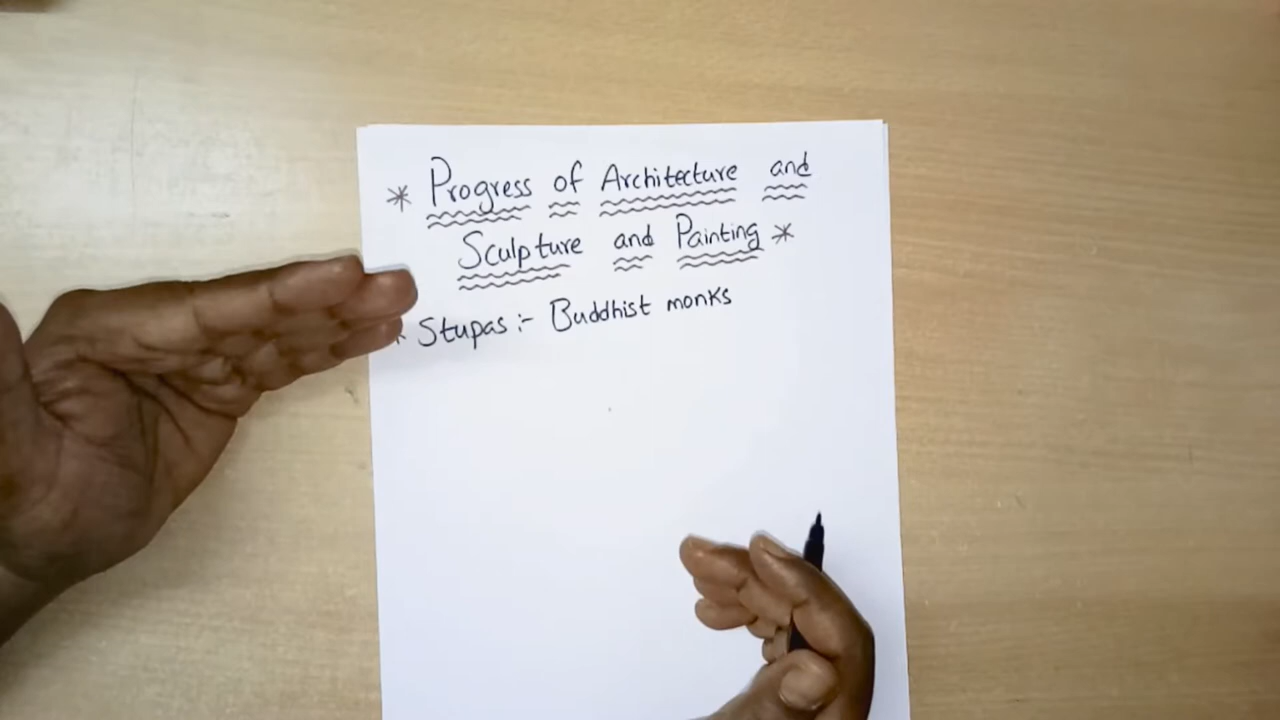 * Progress of Architecture and
Sculpture and Painting *
* Stupas :- Buddhist monks